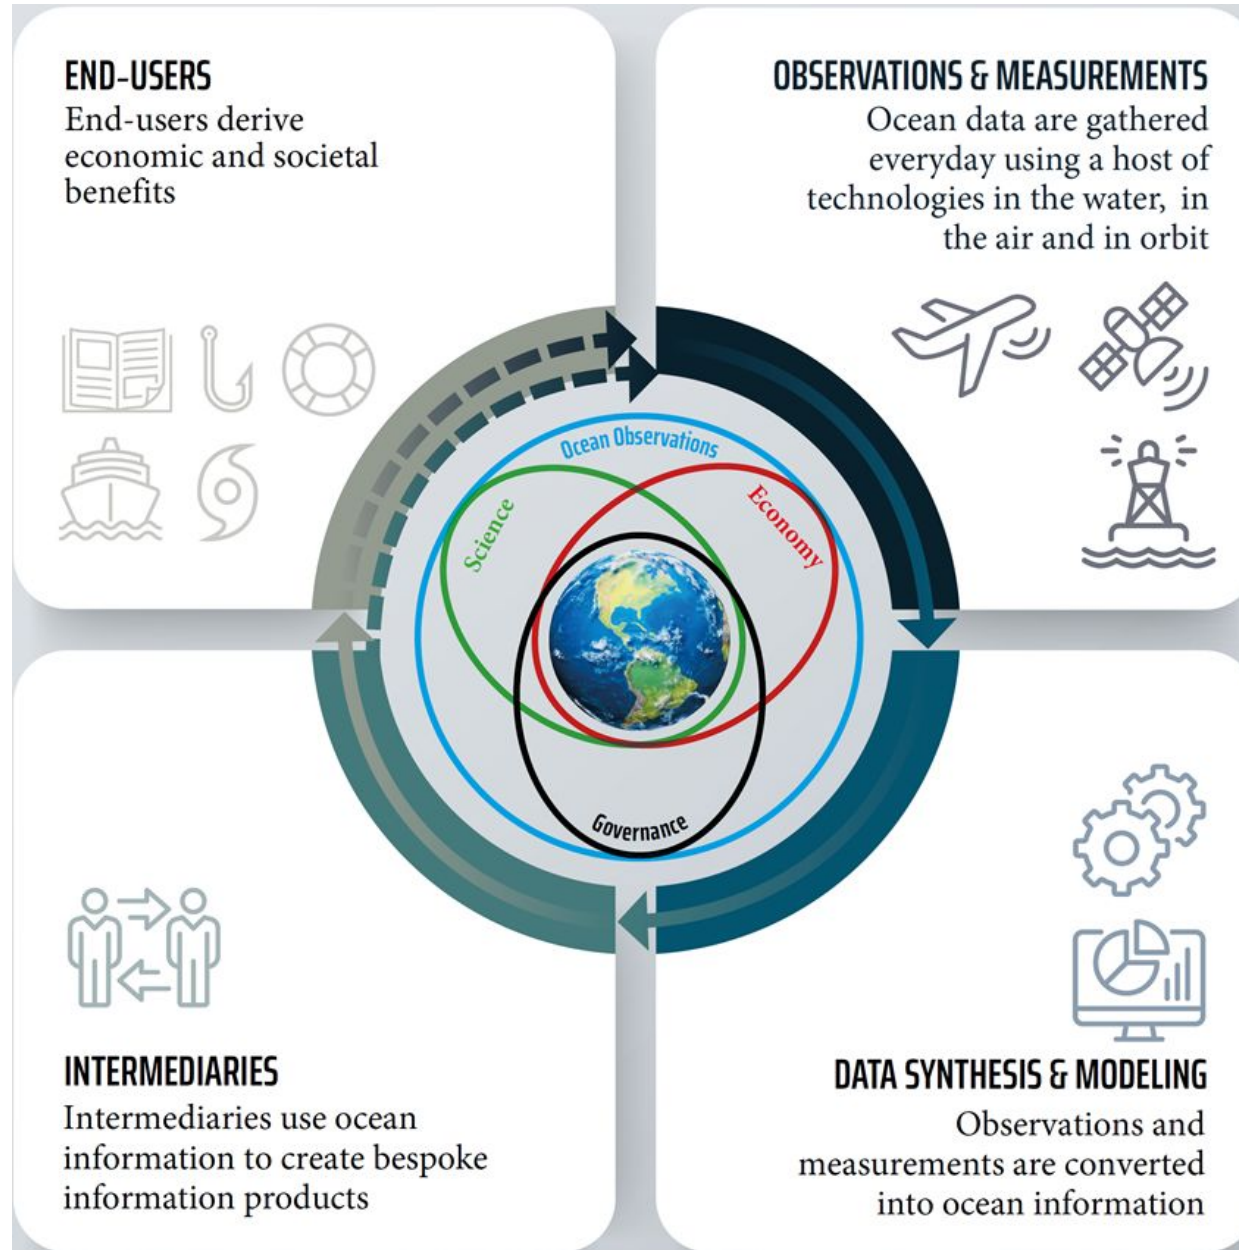 END-USERS
End-users derive
economic and societal
benefits
OBSERVATIONS & MEASUREMENTS
Ocean data are gathered
everyday using a host of
technologies in the water, in
the air and in orbit
Ocean Observations
Science
Economy
Governance
INTERMEDIARIES
Intermediaries use ocean
information to create bespoke
information products
DATA SYNTHESIS & MODELING
Observations and
measurements are converted
into ocean information